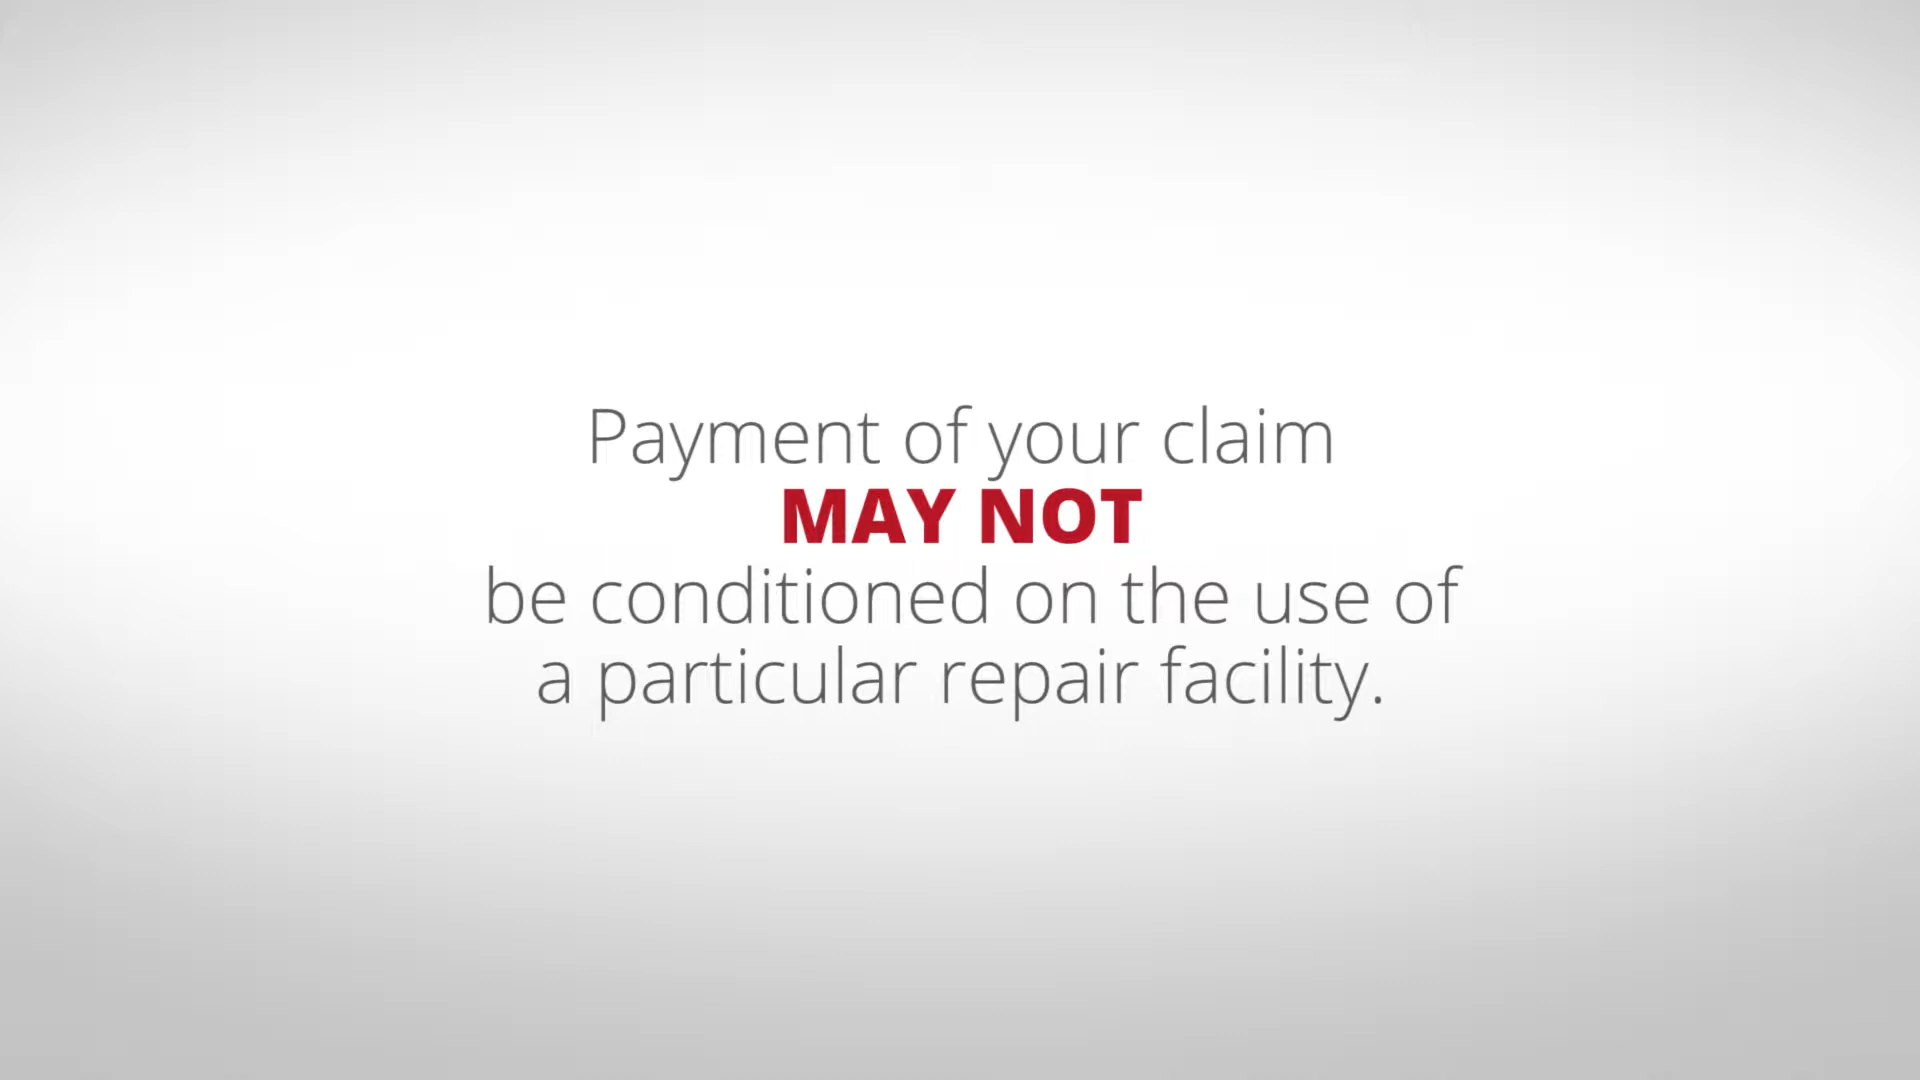 Payment of your claim
MAY NOT
be conditioned on the use of
a particular repair facility.